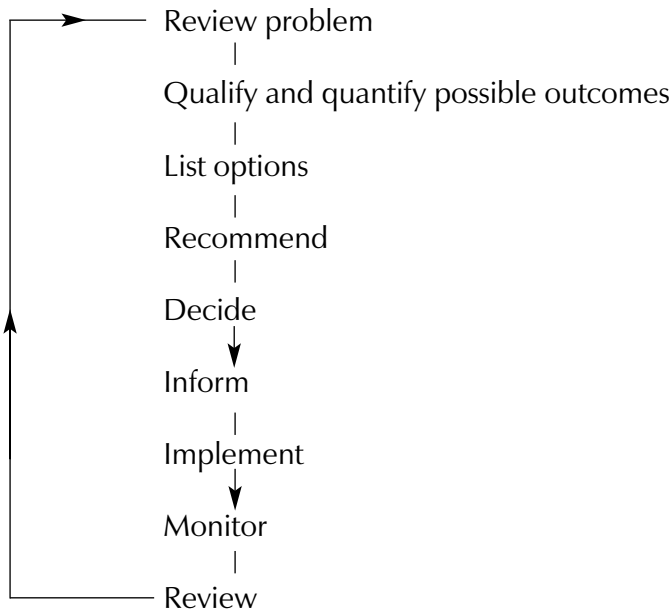 Review problem
Qualify and quantify possible outcomes
List options
Recommend
Decide
Inform
Implement
Monitor
Review